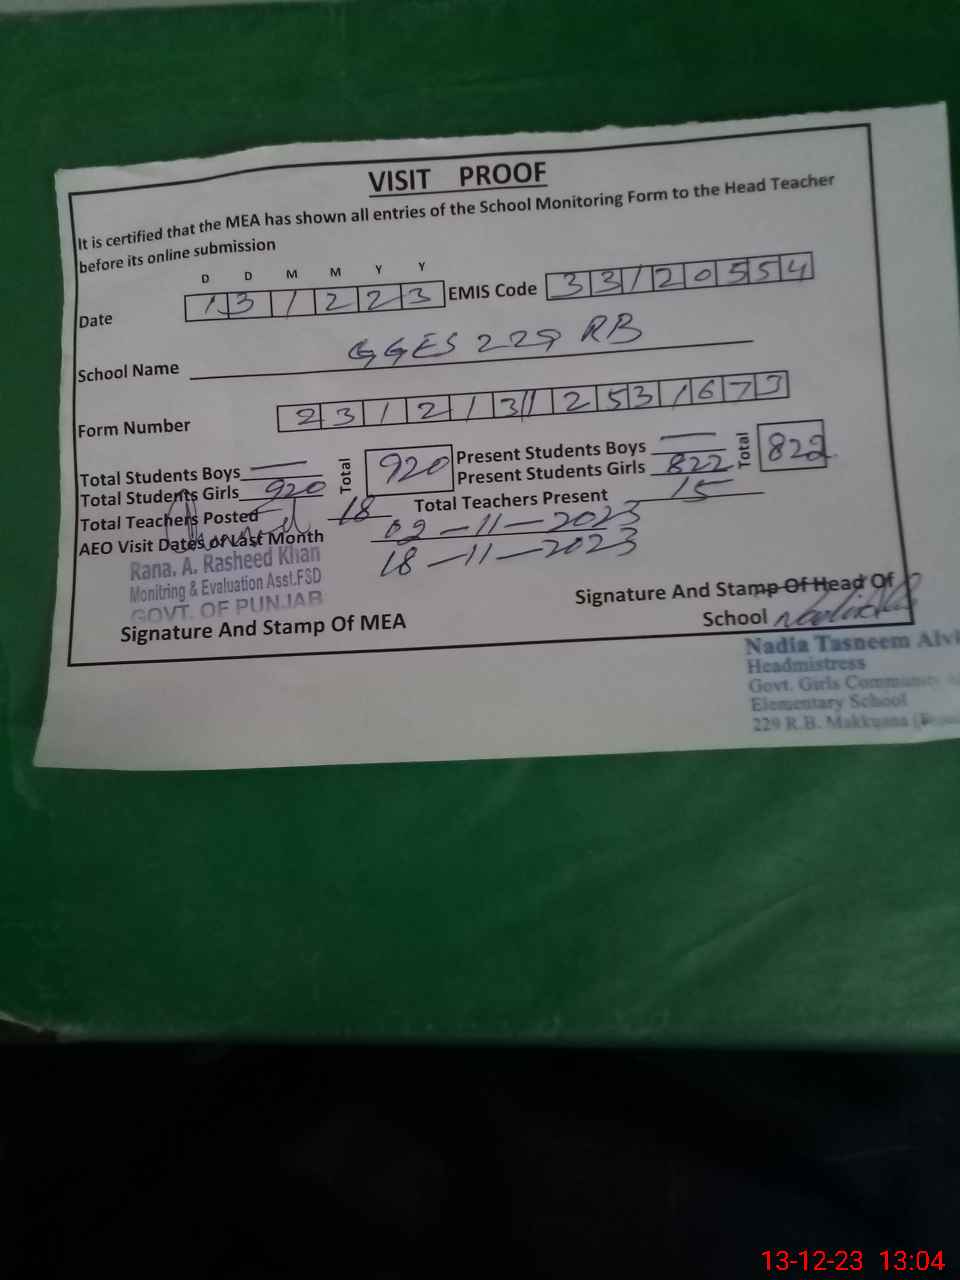 VISIT PROOF
It is certified that the MEA has shown all entries of the School Monitoring Form to the Head Teacher
before its online submission
D D M M Y Y
Date 1 3 1 2 2 3 EMIS Code 3 3 1 2 0 5 5 4
School Name GGES 229 RB
Form Number 2 3 1 2 1 3 1 2 5 3 1 6 7 3
Total Students Boys — Total 920 Present Students Boys — Total 822
Total Students Girls 920 Present Students Girls 822
Total Teachers Posted 18 Total Teachers Present 15
AEO Visit Dates of Last Month 02-11-2023
18-11-2023
Rana. A. Rasheed Khan
Monitring & Evaluation Asst.FSD
GOVT. OF PUNJAB
Signature And Stamp Of MEA
Signature And Stamp Of Head Of
School
Nadia Tasneem
Headmistress
Govt. Girls Community
Elementary School
229 R.B. Makkuana
13-12-23 13:04